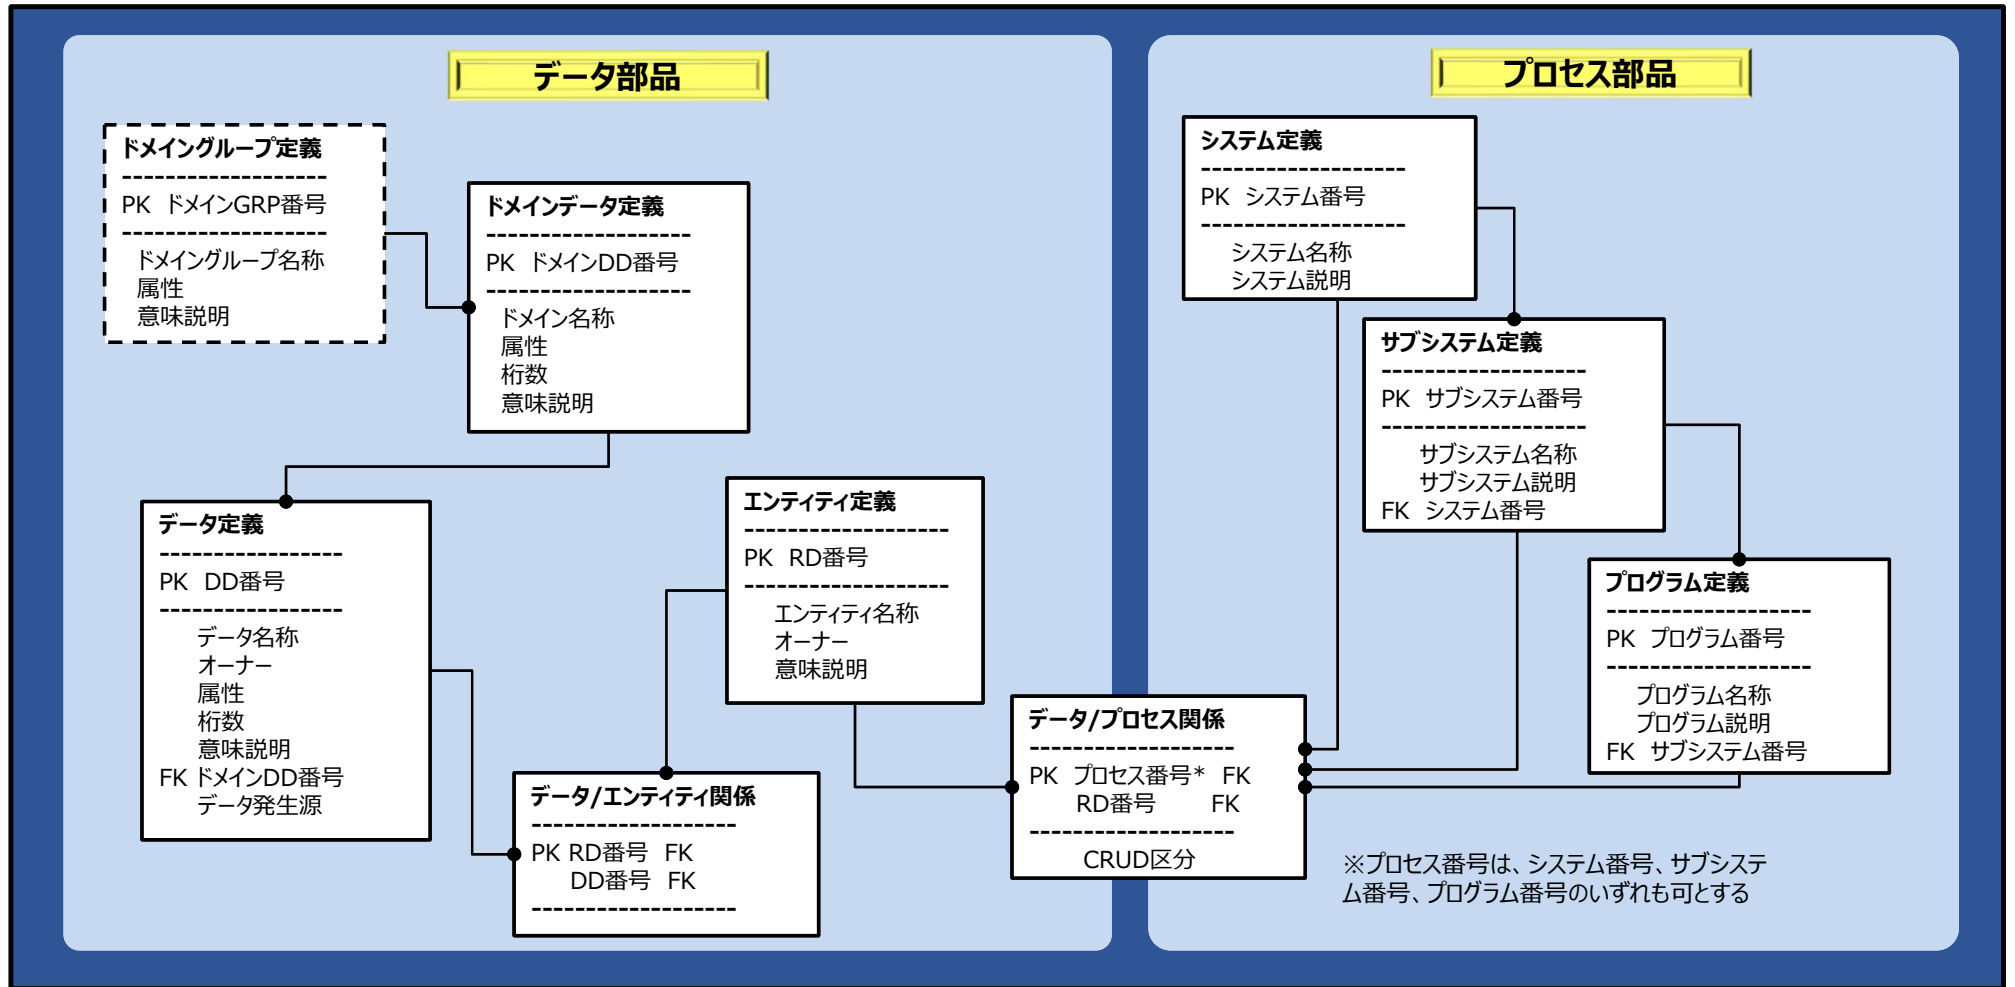 データ部品
ドメイングループ定義
-------------------
PK ドメインGRP番号
-------------------
ドメイングループ名称
属性
意味説明
ドメインデータ定義
-------------------
PK ドメインDD番号
-------------------
ドメイン名称
属性
桁数
意味説明
データ定義
-----------------
PK DD番号
-----------------
データ名称
オーナー
属性
桁数
意味説明
FK ドメインDD番号
データ発生源
エンティティ定義
-------------------
PK RD番号
-------------------
エンティティ名称
オーナー
意味説明
データ/エンティティ関係
-------------------
PK RD番号 FK
DD番号 FK
-------------------
データ/プロセス関係
-------------------
PK プロセス番号* FK
RD番号 FK
-------------------
CRUD区分
プロセス部品
システム定義
-------------------
PK システム番号
-------------------
システム名称
システム説明
サブシステム定義
-------------------
PK サブシステム番号
-------------------
サブシステム名称
サブシステム説明
FK システム番号
プログラム定義
-------------------
PK プログラム番号
-------------------
プログラム名称
プログラム説明
FK サブシステム番号
※プロセス番号は、システム番号、サブシステ
ム番号、プログラム番号のいずれも可とする